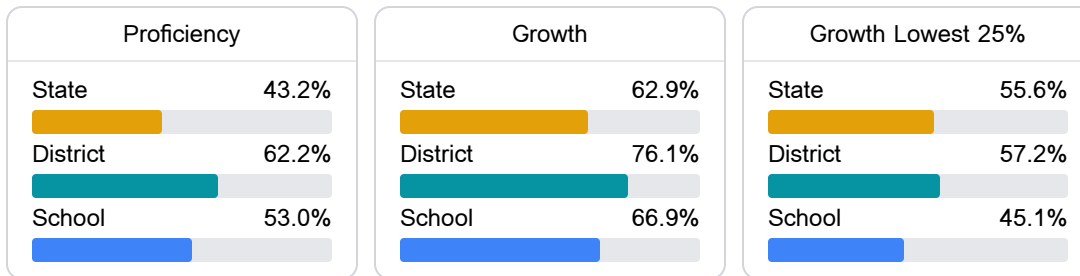 Proficiency
State 43.2%
District 62.2%
School 53.0%
Growth
State 62.9%
District 76.1%
School 66.9%
Growth Lowest 25%
State 55.6%
District 57.2%
School 45.1%